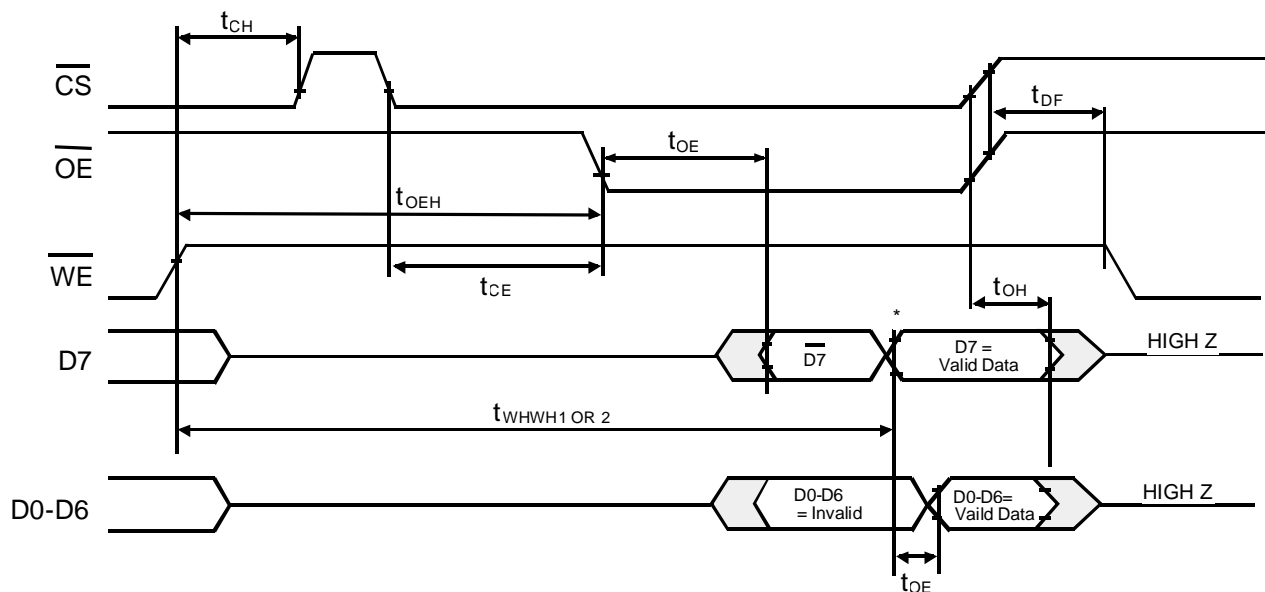 tCH
CS
tDF
OE
tOE
tOEH
WE
tCE
tOH
*
D7
D7
D7 =
Valid Data
HIGH Z
tWHWH1 OR 2
D0-D6
D0-D6
= Invalid
D0-D6=
Vaild Data
HIGH Z
tOE